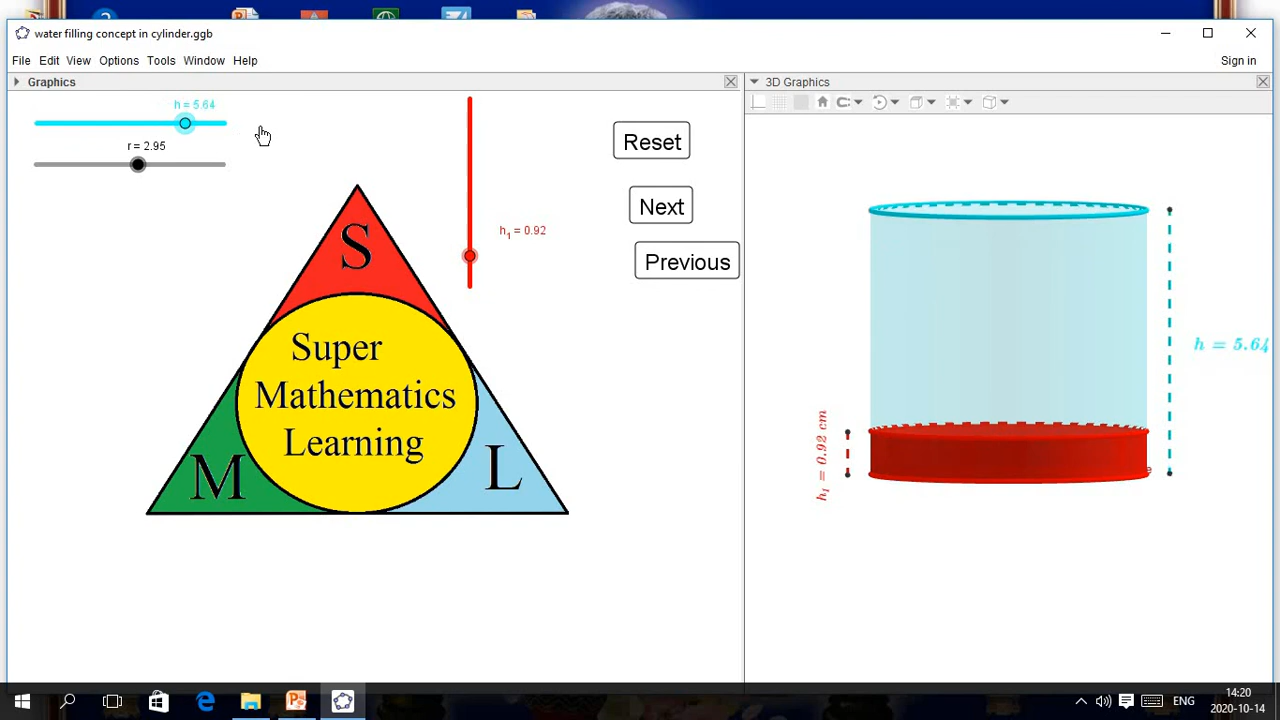 water filling concept in cylinder.ggb
File Edit View Options Tools Window Help
Sign in
Graphics
3D Graphics
h = 5.64
r = 2.95
h1 = 0.92
Reset
Next
Previous
S
Super
Mathematics
Learning
M
L
h = 5.64
h1 = 0.92 cm
ENG
14:20
2020-10-14